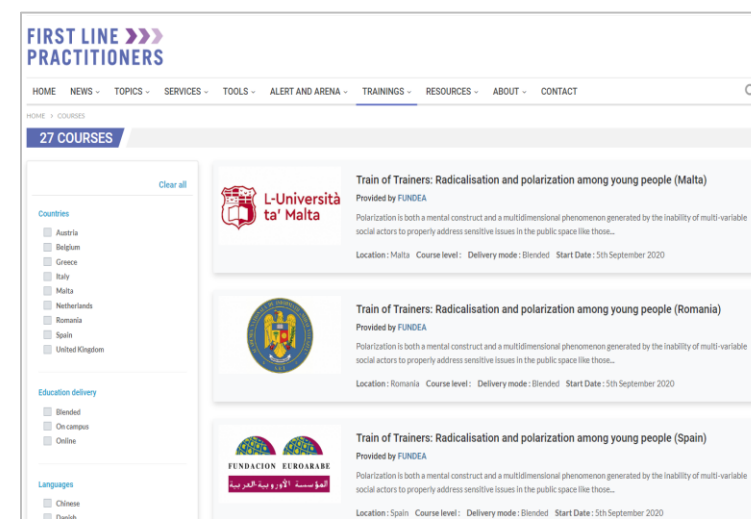 FIRST LINE
PRACTITIONERS
HOME NEWS TOPICS SERVICES TOOLS ALERT AND ARENA TRAININGS RESOURCES ABOUT CONTACT
HOME > COURSES
27 COURSES
Clear all
Countries
Austria
Belgium
Greece
Italy
Malta
Netherlands
Romania
Spain
United Kingdom
Education delivery
Blended
On campus
Online
Languages
Chinese
Danish
L-Università
ta' Malta
Train of Trainers: Radicalisation and polarization among young people (Malta)
Provided by FUNDEA
Polarization is both a mental construct and a multidimensional phenomenon generated by the inability of multi-variable
social actors to properly address sensitive issues in the public space like those...
Location : Malta Course level : Delivery mode : Blended Start Date : 5th September 2020
Train of Trainers: Radicalisation and polarization among young people (Romania)
Provided by FUNDEA
Polarization is both a mental construct and a multidimensional phenomenon generated by the inability of multi-variable
social actors to properly address sensitive issues in the public space like those...
Location : Romania Course level : Delivery mode : Blended Start Date : 5th September 2020
FUNDACION EUROARABE
المؤسسة الأوروبية العربية
Train of Trainers: Radicalisation and polarization among young people (Spain)
Provided by FUNDEA
Polarization is both a mental construct and a multidimensional phenomenon generated by the inability of multi-variable
social actors to properly address sensitive issues in the public space like those...
Location : Spain Course level : Delivery mode : Blended Start Date : 5th September 2020